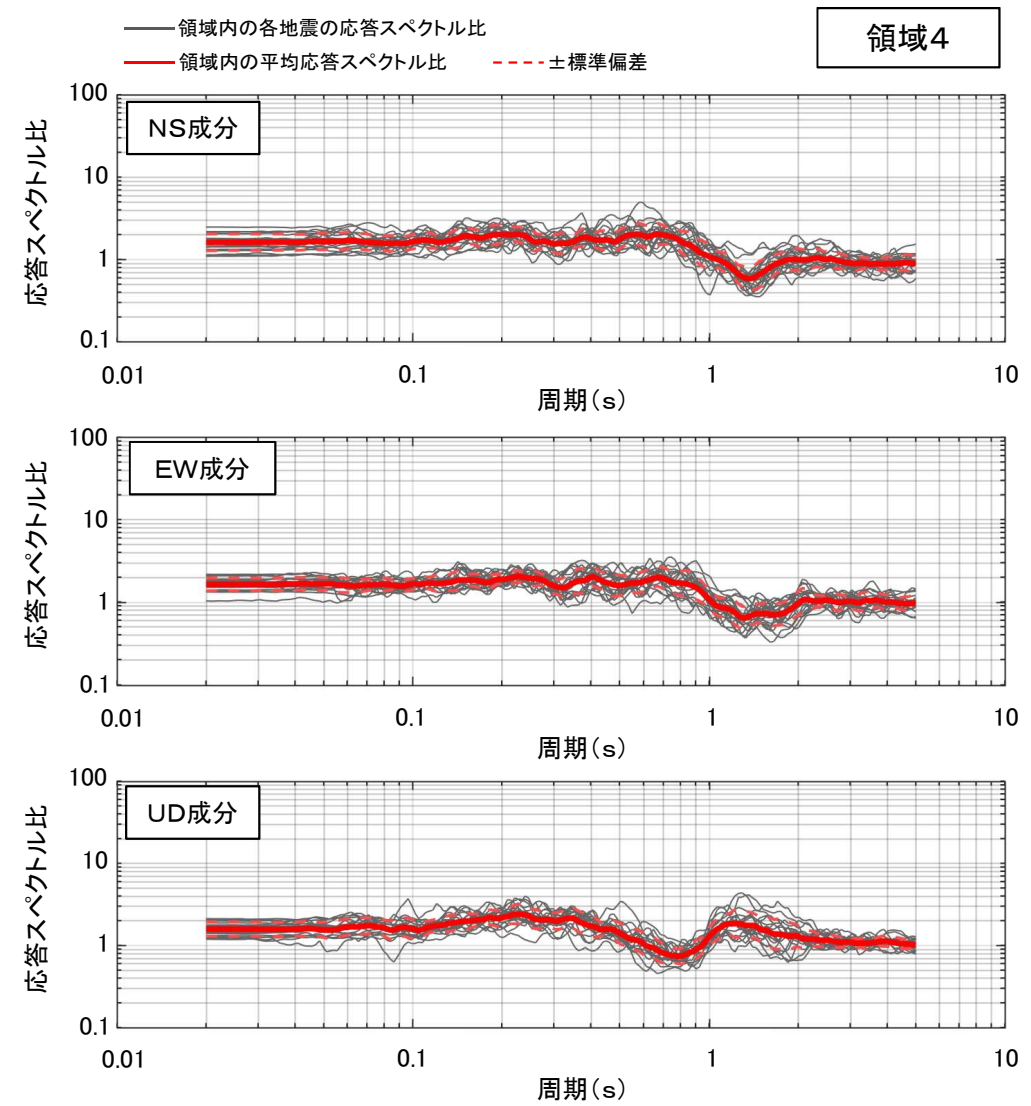 領域内の各地震の応答スペクトル比
領域内の平均応答スペクトル比 ±標準偏差
領域4
応答スペクトル比
NS成分
100
10
1
0.1
0.01 0.1 1 10
周期(s)
応答スペクトル比
EW成分
100
10
1
0.1
0.01 0.1 1 10
周期(s)
応答スペクトル比
UD成分
100
10
1
0.1
0.01 0.1 1 10
周期(s)